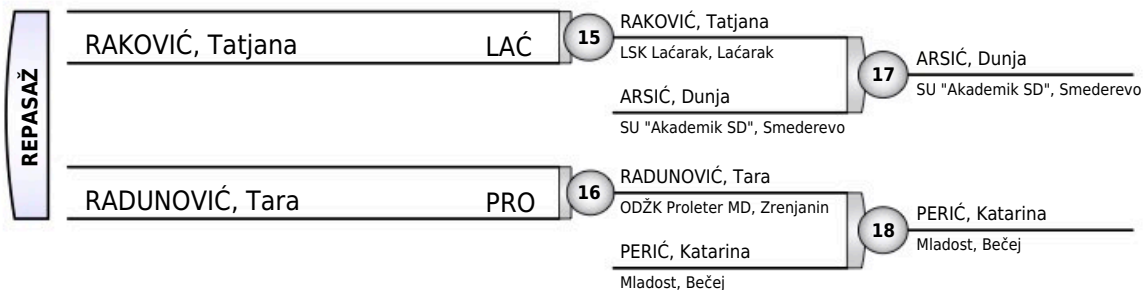 REPASAŽ
RAKOVIĆ, Tatjana LAĆ
15
RAKOVIĆ, Tatjana
LSK Laćarak, Laćarak
ARSIĆ, Dunja
SU "Akademik SD", Smederevo
17
ARSIĆ, Dunja
SU "Akademik SD", Smederevo
RADUNOVIĆ, Tara PRO
16
RADUNOVIĆ, Tara
ODŽK Proleter MD, Zrenjanin
PERIĆ, Katarina
Mladost, Bečej
18
PERIĆ, Katarina
Mladost, Bečej